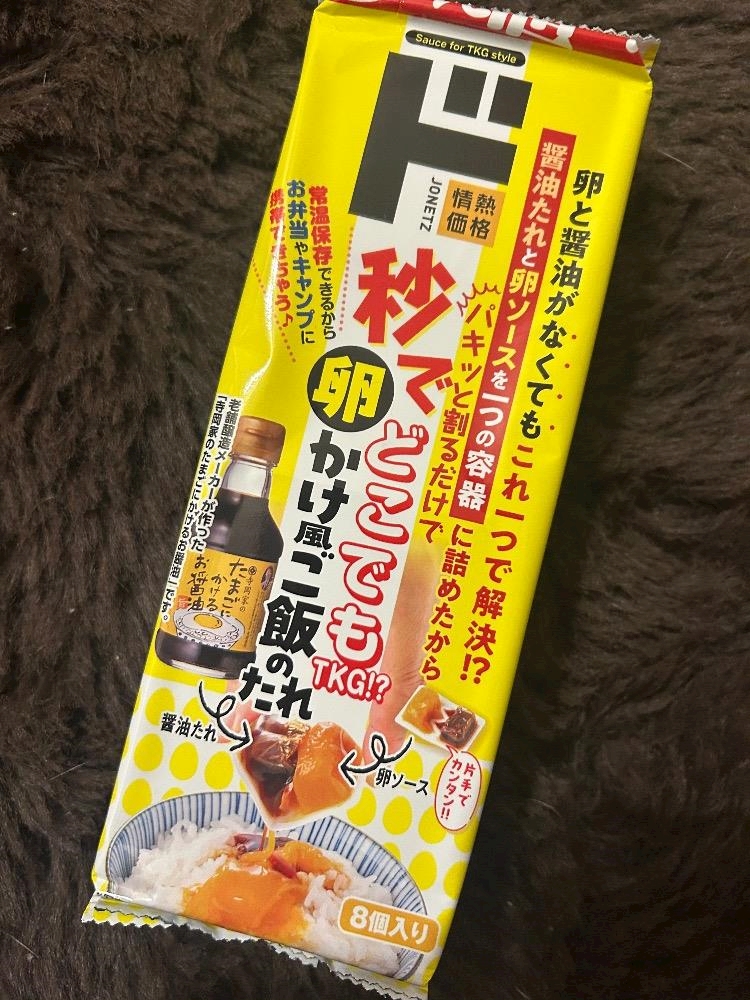 Sauce for TKG style
ド
JONETZ
情熱
価格
卵と醤油がなくてもこれ一つで解決!?
醤油たれと卵ソースを一つの容器に詰めたから
パキッと割るだけで
秒で
どこでも
TKG!?
卵かけ風ご飯のたれ
常温保存できるから
お弁当やキャンプに
携帯できちゃう♪
老舗醸造メーカーが作った
「寺岡家のたまごにかけるお醤油」です。
寺岡家の
たまごに
かける
お醤油
醤油たれ
卵ソース
片手で
カンタン!!
8個入り